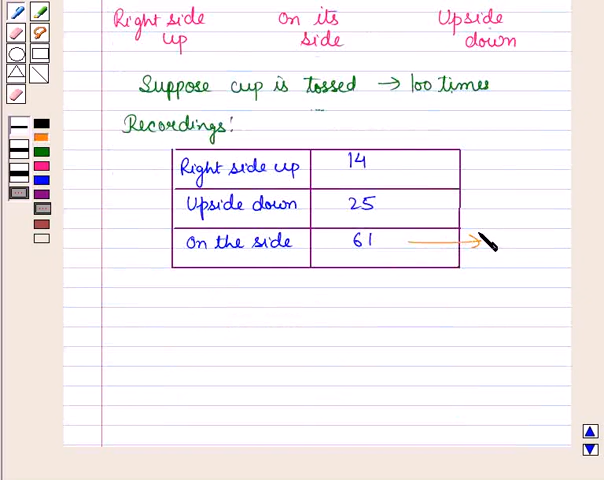 Right side up
On its side
Upside down
Suppose cup is tossed → 100 times
Recordings:
Right side up 14
Upside down 25
On the side 61 →